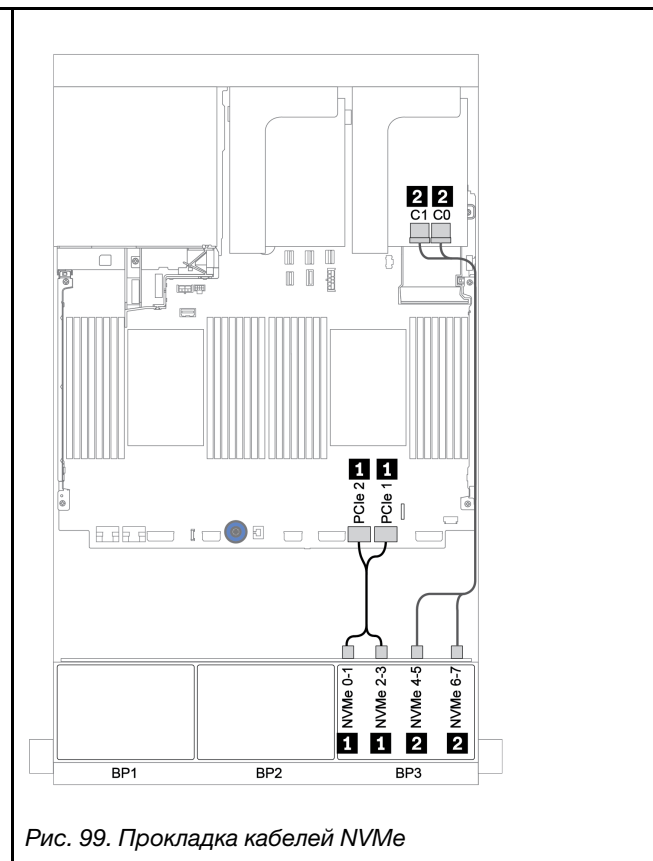 2 2
C1 C0
1 1
PCIe 2 PCIe 1
NVMe 0-1 NVMe 2-3 NVMe 4-5 NVMe 6-7
1 1 2 2
BP1 BP2 BP3
Рис. 99. Прокладка кабелей NVMe